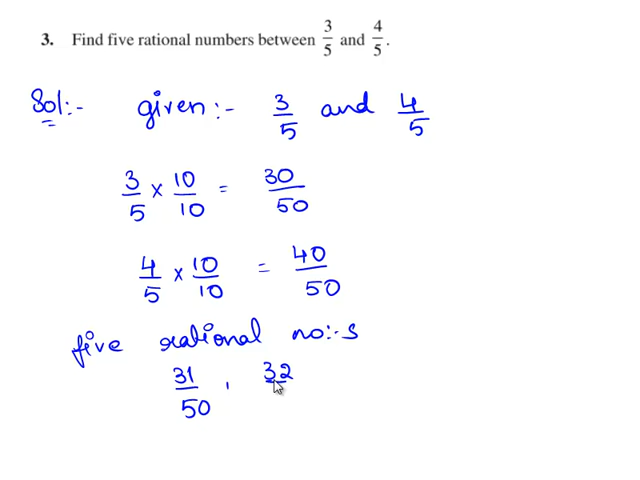 3. Find five rational numbers between 3/5 and 4/5.
Sol:- given:- 3/5 and 4/5
3/5 × 10/10 = 30/50
4/5 × 10/10 = 40/50
five rational no:-s
31/50 , 32